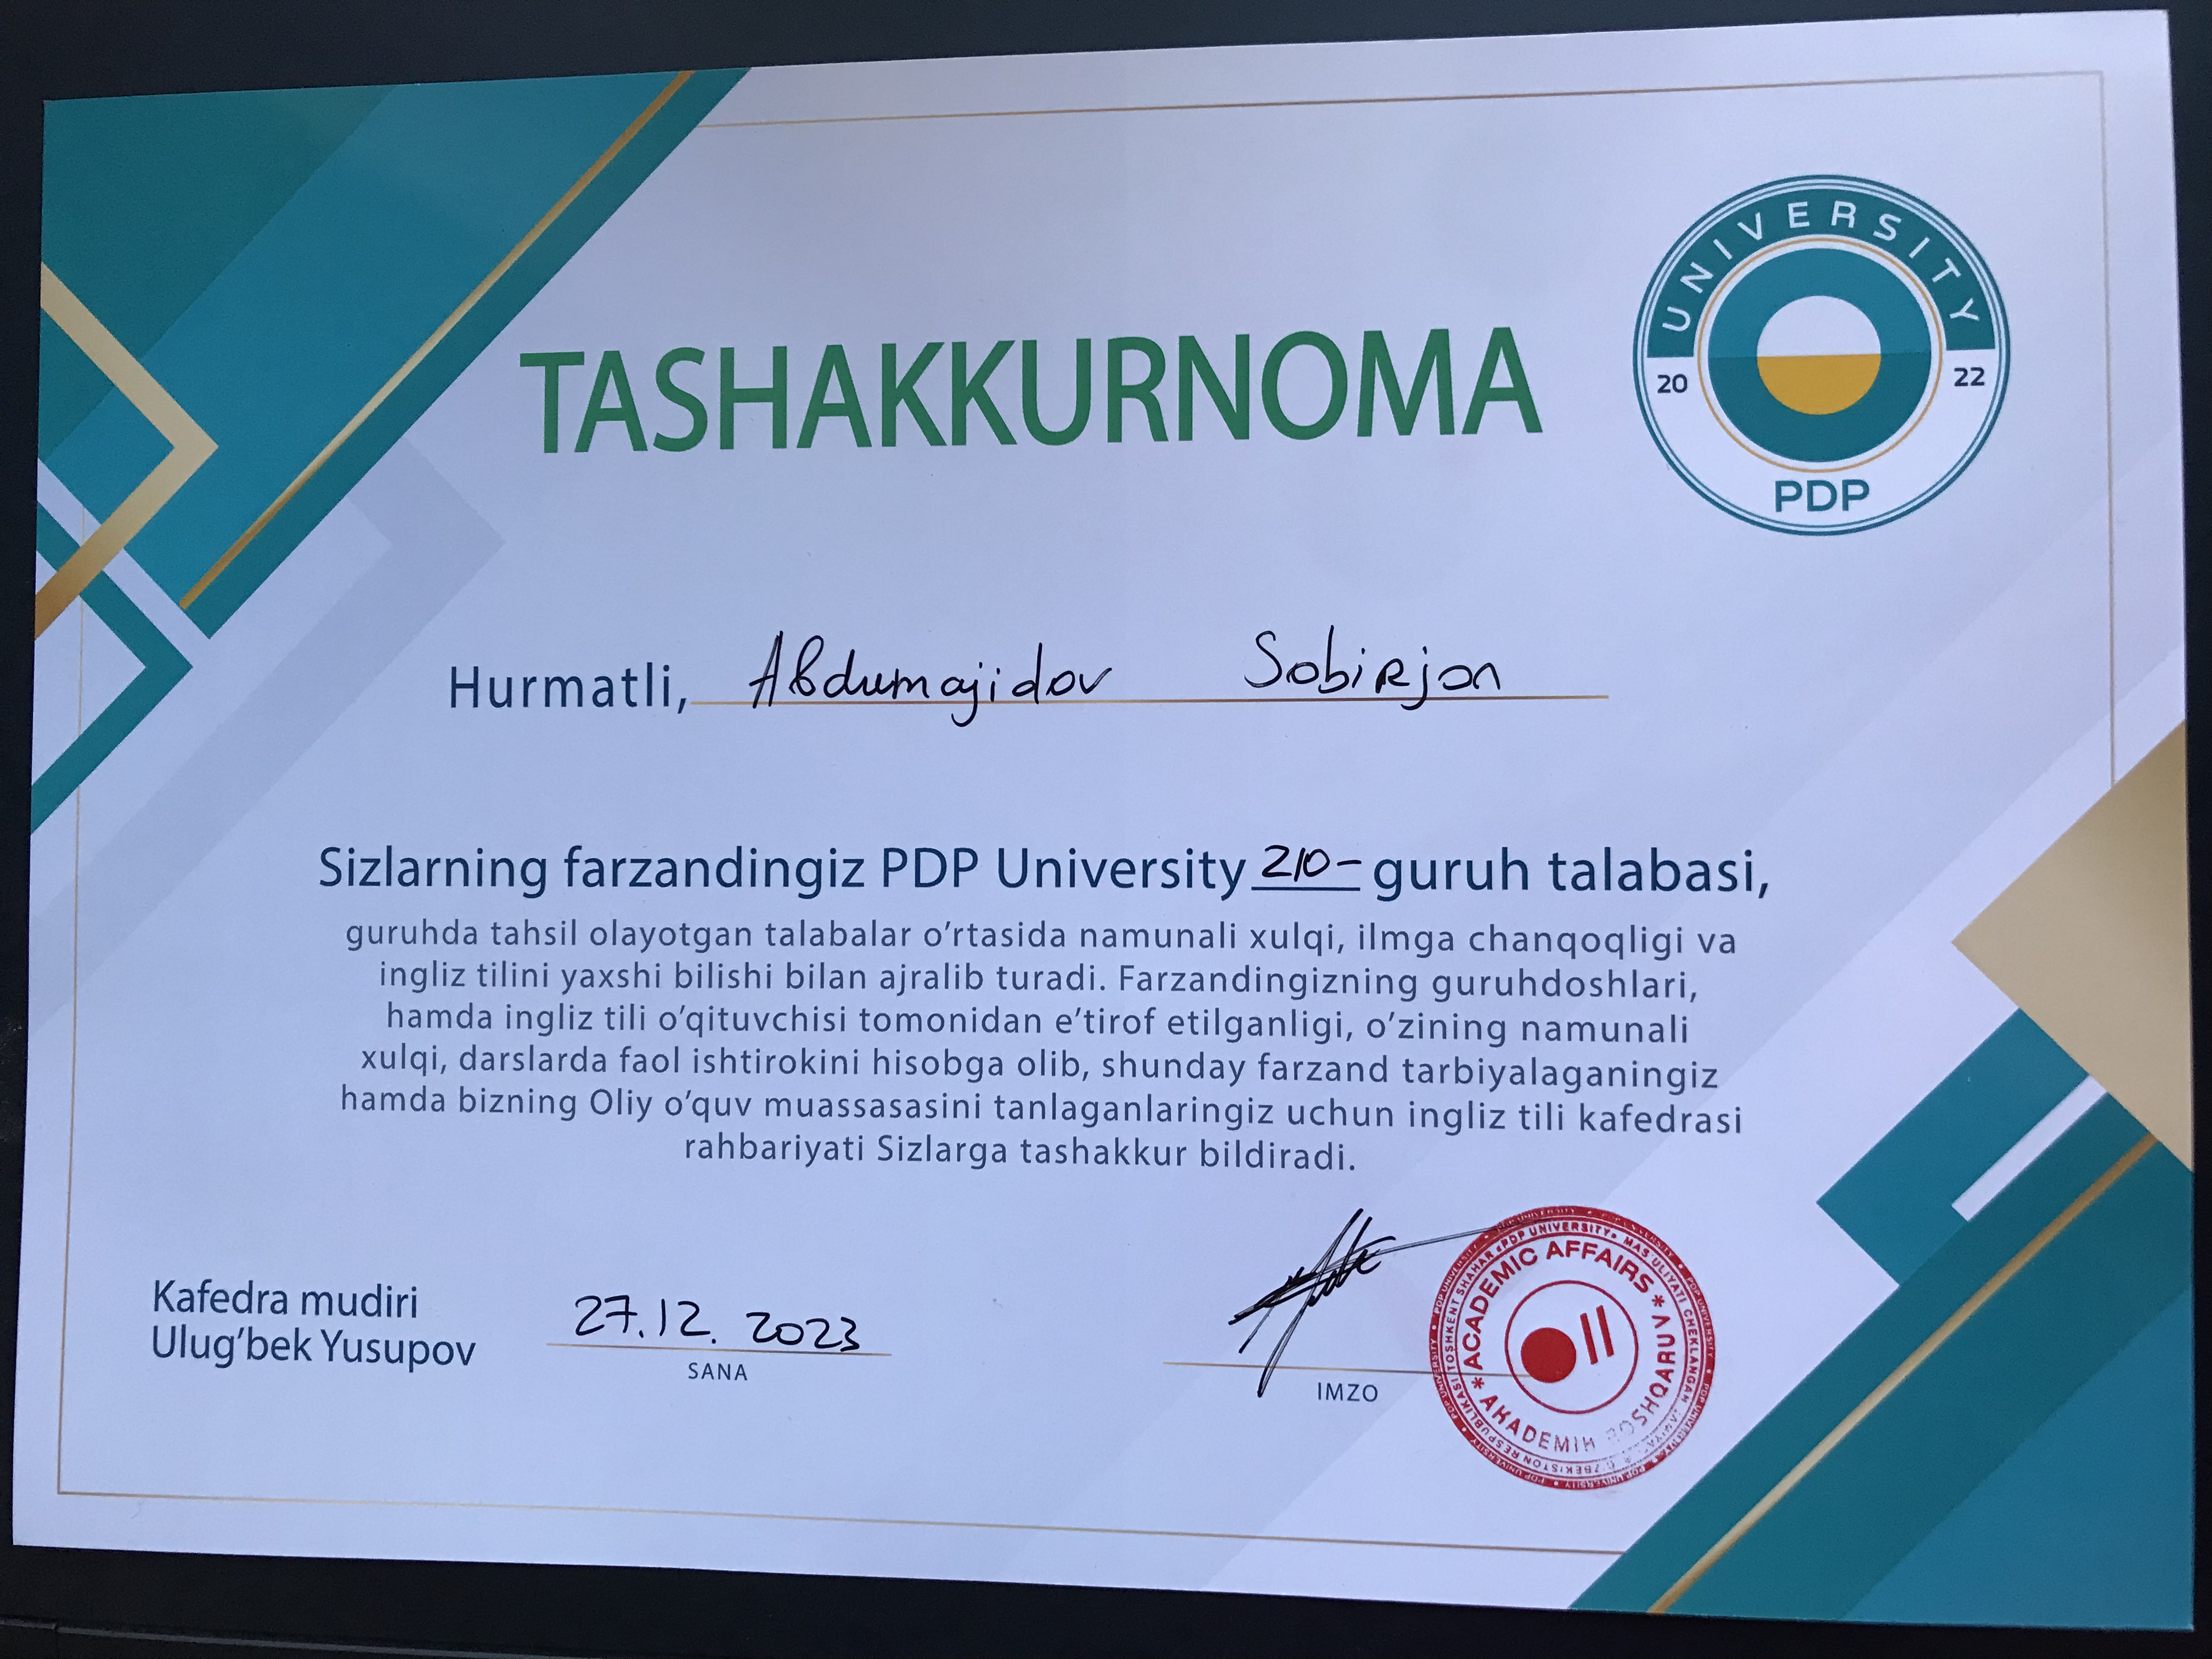 UNIVERSITY
20 22
PDP
TASHAKKURNOMA
Hurmatli, Abdumajidov Sobirjon
Sizlarning farzandingiz PDP University 210- guruh talabasi,
guruhda tahsil olayotgan talabalar o'rtasida namunali xulqi, ilmga chanqoqligi va
ingliz tilini yaxshi bilishi bilan ajralib turadi. Farzandingizning guruhdoshlari,
hamda ingliz tili o'qituvchisi tomonidan e'tirof etilganligi, o'zining namunali
xulqi, darslarda faol ishtirokini hisobga olib, shunday farzand tarbiyalaganingiz
hamda bizning Oliy o'quv muassasasini tanlaganlaringiz uchun ingliz tili kafedrasi
rahbariyati Sizlarga tashakkur bildiradi.
Kafedra mudiri
Ulug'bek Yusupov
27.12.2023
SANA
IMZO
* ACADEMIC AFFAIRS *
AKADEMIK BOSHQARUV
RESPUBLIKASI TOSHKENT SHAHAR «PDP UNIVERSITY» MAS'ULIYATI CHEKLANGAN